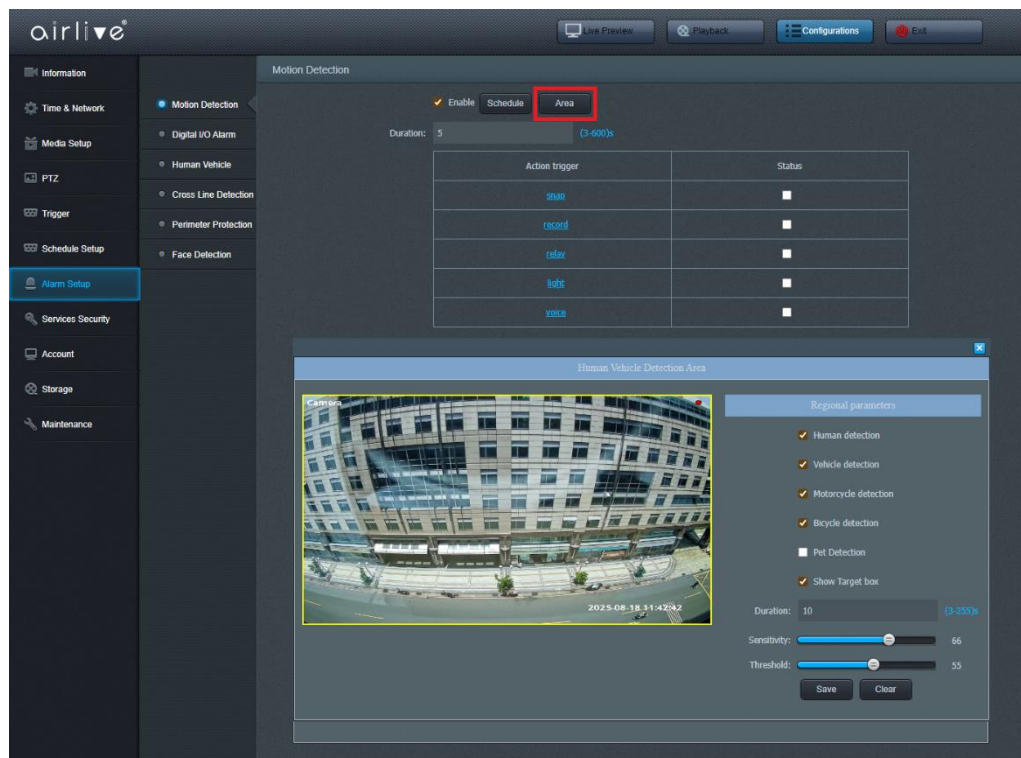 airlive®
Live Preview
Playback
Configurations
Exit
Information
Time & Network
Media Setup
PTZ
Trigger
Schedule Setup
Alarm Setup
Services Security
Account
Storage
Maintenance
Motion Detection
Digital I/O Alarm
Human Vehicle
Cross Line Detection
Perimeter Protection
Face Detection
Motion Detection
Enable Schedule Area
Duration: 5 (3-600)s
Action trigger Status
snap
record
relay
light
voice
Human Vehicle Detection Area
Camera
2025-08-18 11:42:42
Regional parameters
Human detection
Vehicle detection
Motorcycle detection
Bicycle detection
Pet Detection
Show Target box
Duration: 10 (3-255)s
Sensitivity: 66
Threshold: 55
Save Clear